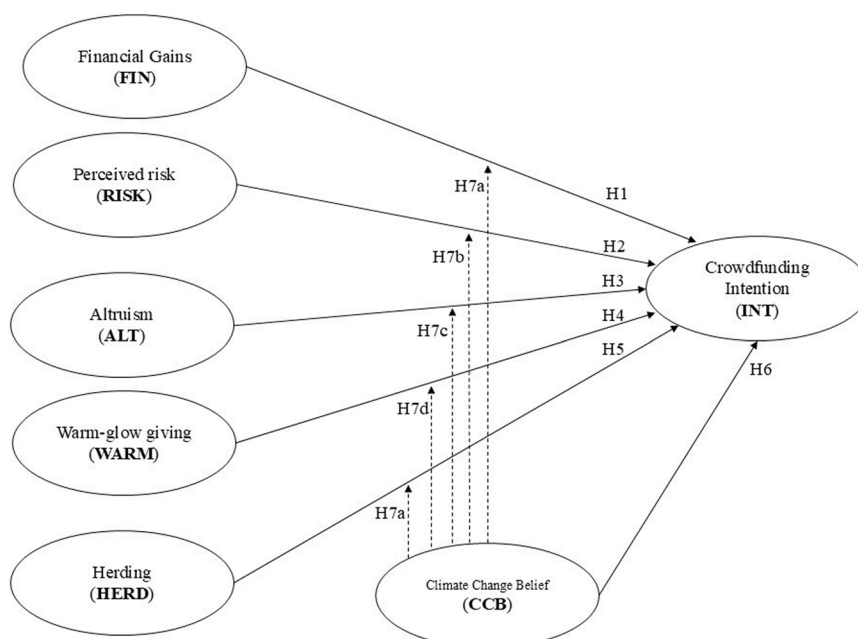 Financial Gains
(FIN)
Perceived risk
(RISK)
H7a
H1
H2
H7b
Crowdfunding
Intention
(INT)
H3
Altruism
(ALT)
H7c
H4
H5
H6
H7d
Warm-glow giving
(WARM)
H7a
Herding
(HERD)
Climate Change Belief
(CCB)